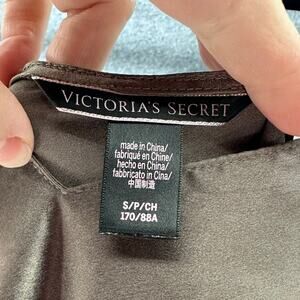 VICTORIA'S SECRET
made in China/
fabriqué en Chine/
hecho en China/
fabbricato in Cina/
中国制造
S/P/CH
170/88A